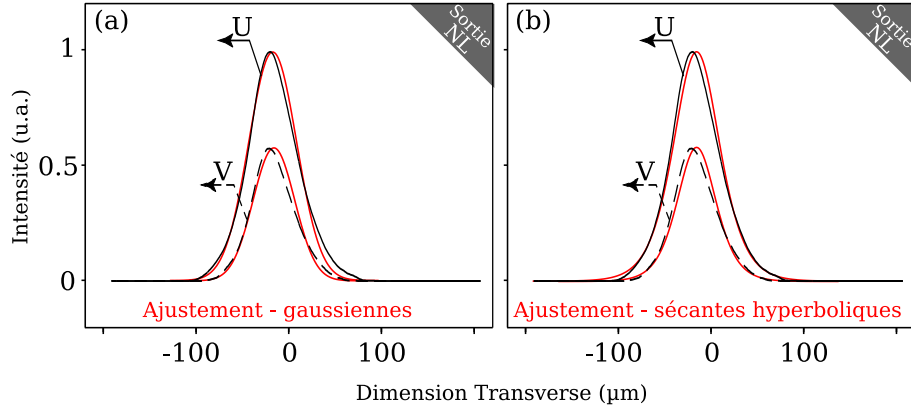 (a)
U
V
Sortie
NL
Ajustement - gaussiennes
(b)
U
V
Sortie
NL
Ajustement - sécantes hyperboliques
1
0.5
0
Intensité (u.a.)
-100 0 100
-100 0 100
Dimension Transverse (µm)